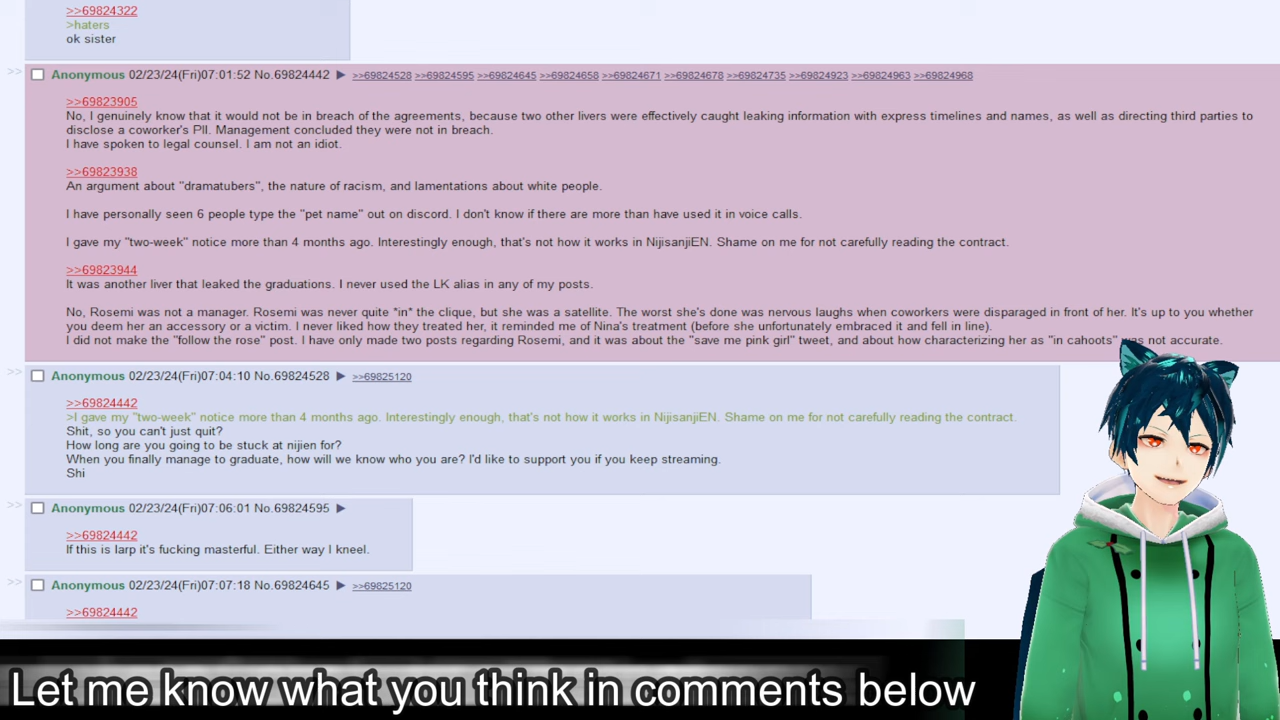 >>69824322
>haters
ok sister
>> Anonymous 02/23/24(Fri)07:01:52 No.69824442 ▶ >>69824528 >>69824595 >>69824645 >>69824658 >>69824671 >>69824678 >>69824735 >>69824923 >>69824963 >>69824968
>>69823905
No, I genuinely know that it would not be in breach of the agreements, because two other livers were effectively caught leaking information with express timelines and names, as well as directing third parties to
disclose a coworker's PII. Management concluded they were not in breach.
I have spoken to legal counsel. I am not an idiot.
>>69823938
An argument about "dramatubers", the nature of racism, and lamentations about white people.
I have personally seen 6 people type the "pet name" out on discord. I don't know if there are more than have used it in voice calls.
I gave my "two-week" notice more than 4 months ago. Interestingly enough, that's not how it works in NijisanjiEN. Shame on me for not carefully reading the contract.
>>69823944
It was another liver that leaked the graduations. I never used the LK alias in any of my posts.
No, Rosemi was not a manager. Rosemi was never quite *in* the clique, but she was a satellite. The worst she's done was nervous laughs when coworkers were disparaged in front of her. It's up to you whether
you deem her an accessory or a victim. I never liked how they treated her, it reminded me of Nina's treatment (before she unfortunately embraced it and fell in line).
I did not make the "follow the rose" post. I have only made two posts regarding Rosemi, and it was about the "save me pink girl" tweet, and about how characterizing her as "in cahoots" was not accurate.
>> Anonymous 02/23/24(Fri)07:04:10 No.69824528 ▶ >>69825120
>>69824442
>I gave my "two-week" notice more than 4 months ago. Interestingly enough, that's not how it works in NijisanjiEN. Shame on me for not carefully reading the contract.
Shit, so you can't just quit?
How long are you going to be stuck at nijien for?
When you finally manage to graduate, how will we know who you are? I'd like to support you if you keep streaming.
Shi
>> Anonymous 02/23/24(Fri)07:06:01 No.69824595 ▶
>>69824442
If this is larp it's fucking masterful. Either way I kneel.
>> Anonymous 02/23/24(Fri)07:07:18 No.69824645 ▶ >>69825120
>>69824442
Let me know what you think in comments below